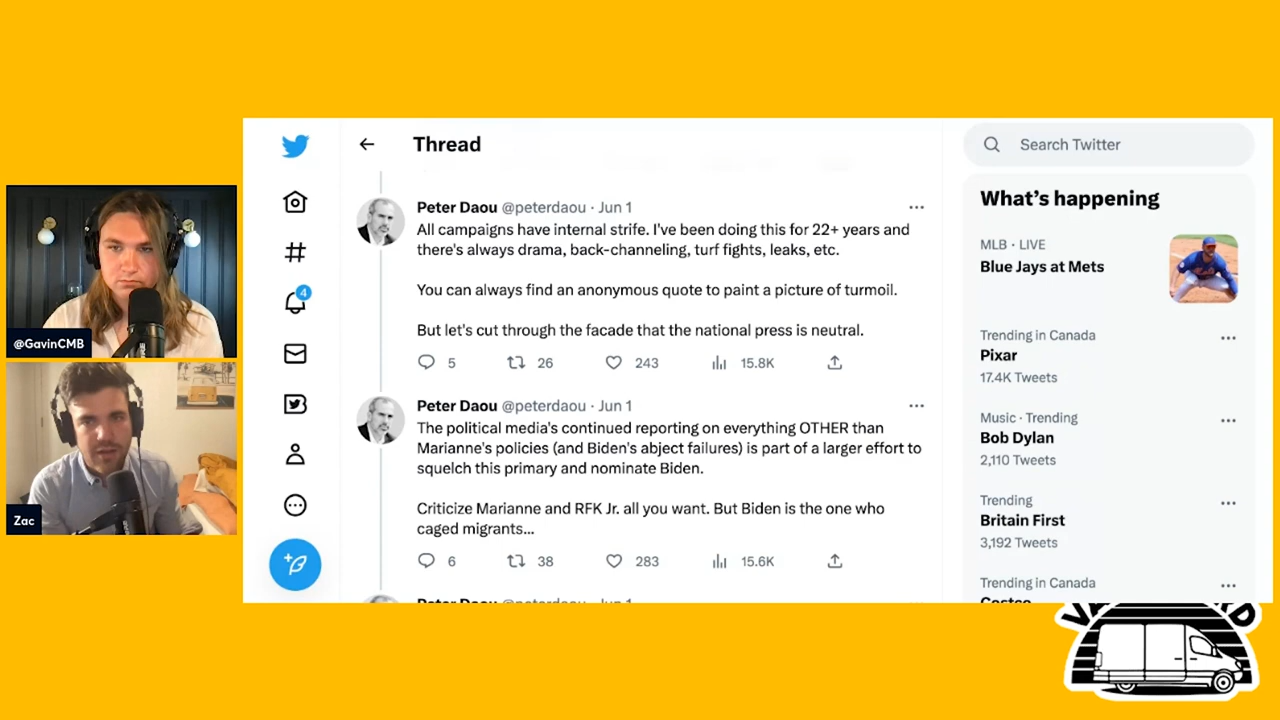 Thread
Search Twitter
Peter Daou @peterdaou · Jun 1
All campaigns have internal strife. I've been doing this for 22+ years and
there's always drama, back-channeling, turf fights, leaks, etc.
You can always find an anonymous quote to paint a picture of turmoil.
But let's cut through the facade that the national press is neutral.
5 26 243 15.8K
Peter Daou @peterdaou · Jun 1
The political media's continued reporting on everything OTHER than
Marianne's policies (and Biden's abject failures) is part of a larger effort to
squelch this primary and nominate Biden.
Criticize Marianne and RFK Jr. all you want. But Biden is the one who
caged migrants...
6 38 283 15.6K
Peter Daou @peterdaou · Jun 1
4
What's happening
MLB · LIVE
Blue Jays at Mets
Trending in Canada
Pixar
17.4K Tweets
Music · Trending
Bob Dylan
2,110 Tweets
Trending
Britain First
3,192 Tweets
Trending in Canada
Costco
@GavinCMB
Zac